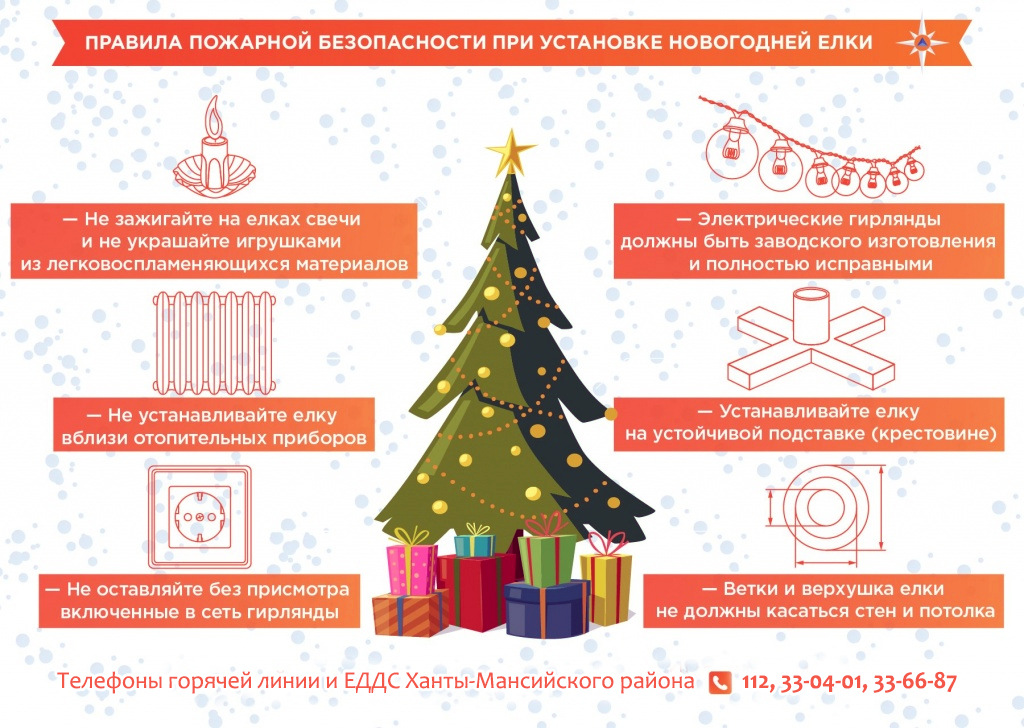 ПРАВИЛА ПОЖАРНОЙ БЕЗОПАСНОСТИ ПРИ УСТАНОВКЕ НОВОГОДНЕЙ ЕЛКИ
— Не зажигайте на елках свечи
и не украшайте игрушками
из легковоспламеняющихся материалов
— Не устанавливайте елку
вблизи отопительных приборов
— Не оставляйте без присмотра
включенные в сеть гирлянды
— Электрические гирлянды
должны быть заводского изготовления
и полностью исправными
— Устанавливайте елку
на устойчивой подставке (крестовине)
— Ветки и верхушка елки
не должны касаться стен и потолка
Телефоны горячей линии и ЕДДС Ханты-Мансийского района 112, 33-04-01, 33-66-87